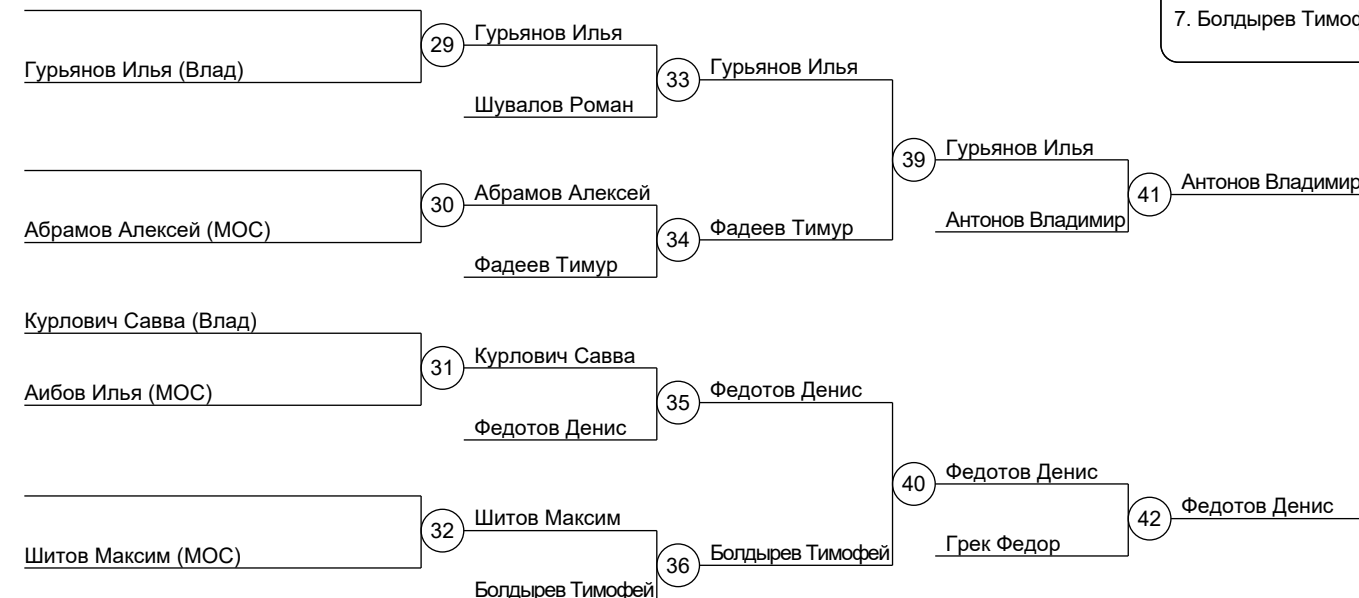 7. Болдырев Тимоф
29
Гурьянов Илья
Гурьянов Илья (Влад)
33
Гурьянов Илья
Шувалов Роман
39
Гурьянов Илья
30
Абрамов Алексей
41
Антонов Владимир
Абрамов Алексей (МОС)
34
Фадеев Тимур
Антонов Владимир
Фадеев Тимур
Курлович Савва (Влад)
31
Курлович Савва
Аибов Илья (МОС)
35
Федотов Денис
Федотов Денис
40
Федотов Денис
32
Шитов Максим
42
Федотов Денис
Шитов Максим (МОС)
36
Болдырев Тимофей
Грек Федор
Болдырев Тимофей